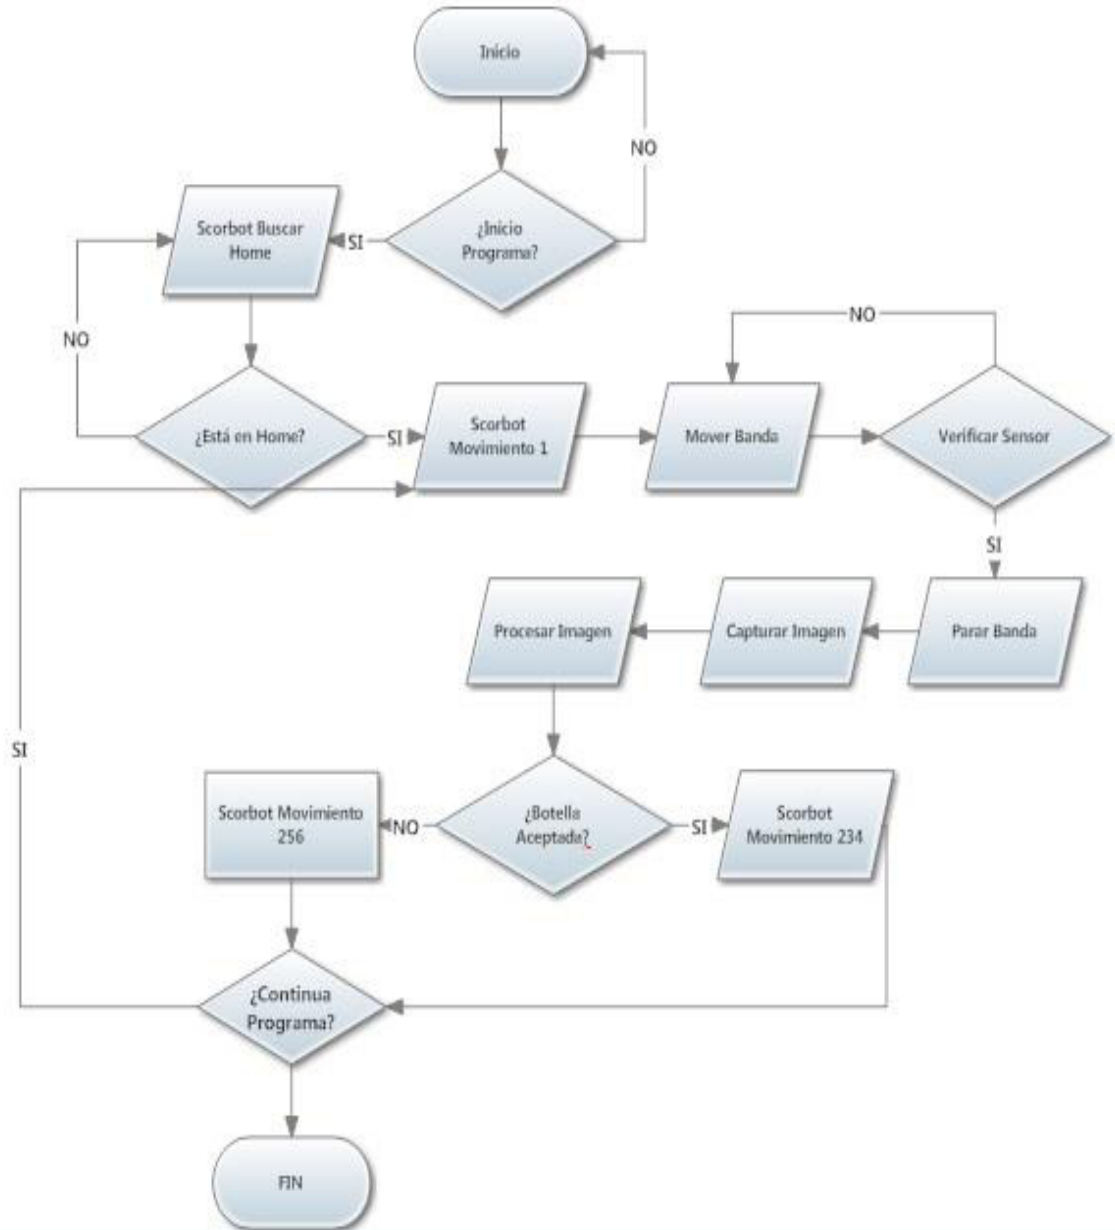 Inicio
NO
¿Inicio
Programa?
SI
Scorbot Buscar
Home
NO
¿Está en Home?
SI
Scorbot
Movimiento 1
Mover Banda
NO
Verificar Sensor
SI
Parar Banda
Capturar Imagen
Procesar Imagen
¿Botella
Aceptada?
NO
SI
Scorbot Movimiento
256
Scorbot
Movimiento 234
SI
¿Continua
Programa?
FIN